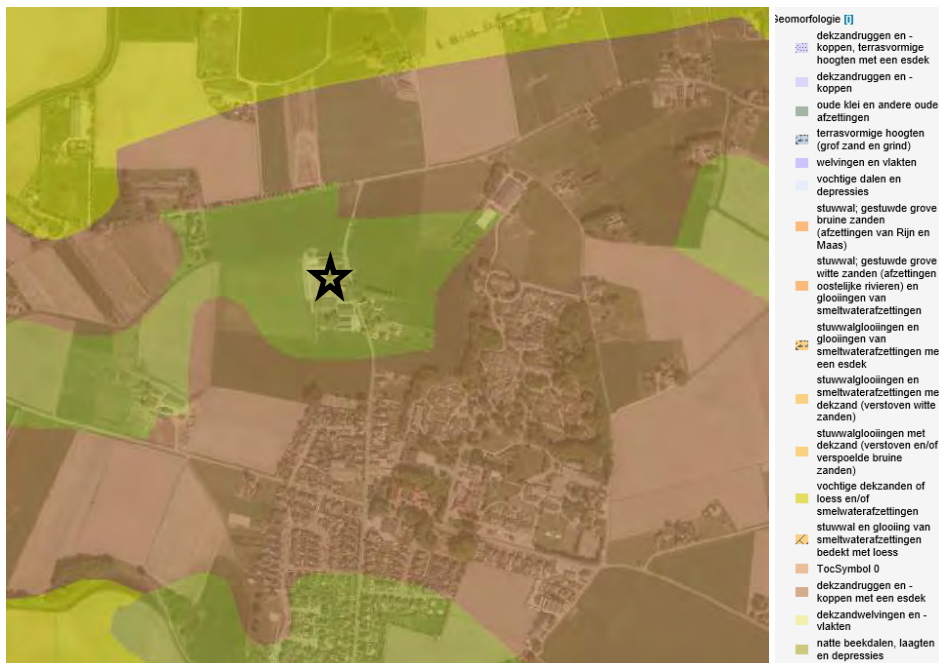 Geomorfologie [i]
dekzandruggen en -
koppen, terrasvormige
hoogten met een esdek
dekzandruggen en -
koppen
oude klei en andere oude
afzettingen
terrasvormige hoogten
(grof zand en grind)
welvingen en vlakten
vochtige dalen en
depressies
stuwwal; gestuwde grove
bruine zanden
(afzettingen van Rijn en
Maas)
stuwwal; gestuwde grove
witte zanden (afzettingen
oostelijke rivieren) en
glooiingen van
smeltwaterafzettingen
stuwwalglooiingen en
glooiingen van
smeltwaterafzettingen me
een esdek
stuwwalglooiingen en
smeltwaterafzettingen me
dekzand (verstoven witte
zanden)
stuwwalglooiingen met
dekzand (verstoven en/of
verspoelde bruine
zanden)
vochtige dekzanden of
loess en/of
smelwaterafzettingen
stuwwal en glooiing van
smeltwaterafzettingen
bedekt met loess
TocSymbol 0
dekzandruggen en -
koppen met een esdek
dekzandwelvingen en -
vlakten
natte beekdalen, laagten
en depressies